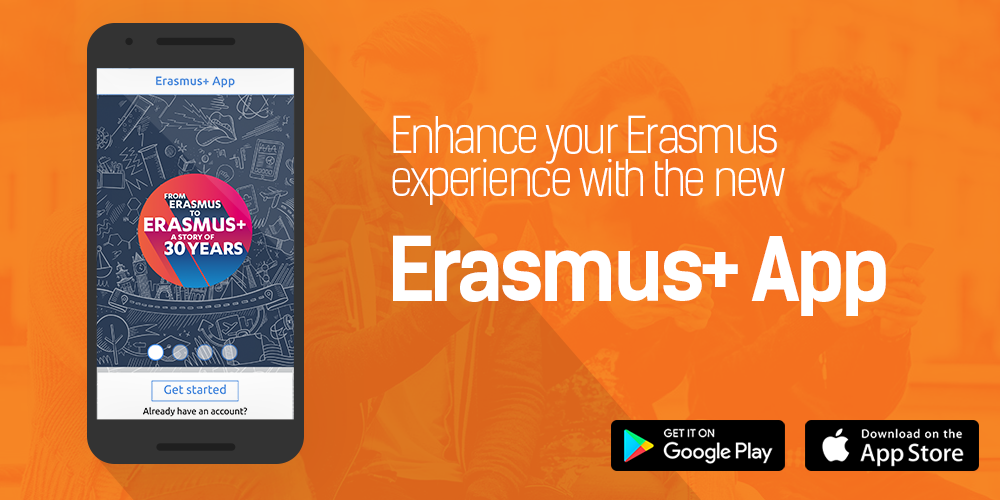 Erasmus+ App
FROM
ERASMUS
TO
ERASMUS+
A STORY OF
30 YEARS
Get started
Already have an account?
Enhance your Erasmus
experience with the new
Erasmus+ App
GET IT ON
Google Play
Download on the
App Store